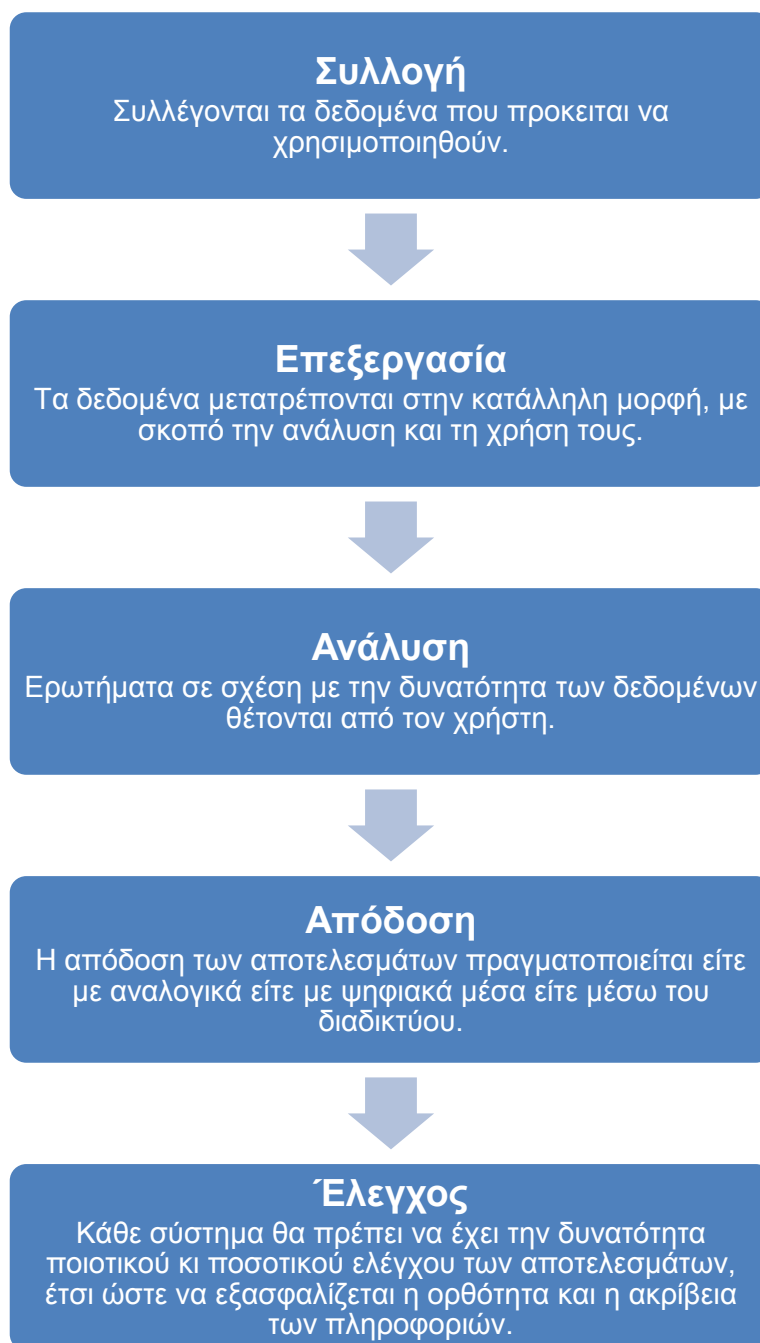 Συλλογή
Συλλέγονται τα δεδομένα που προκειται να
χρησιμοποιηθούν.
Επεξεργασία
Τα δεδομένα μετατρέπονται στην κατάλληλη μορφή, με
σκοπό την ανάλυση και τη χρήση τους.
Ανάλυση
Ερωτήματα σε σχέση με την δυνατότητα των δεδομένων
θέτονται από τον χρήστη.
Απόδοση
Η απόδοση των αποτελεσμάτων πραγματοποιείται είτε
με αναλογικά είτε με ψηφιακά μέσα είτε μέσω του
διαδικτύου.
Έλεγχος
Κάθε σύστημα θα πρέπει να έχει την δυνατότητα
ποιοτικού κι ποσοτικού ελέγχου των αποτελεσμάτων,
έτσι ώστε να εξασφαλίζεται η ορθότητα και η ακρίβεια
των πληροφοριών.